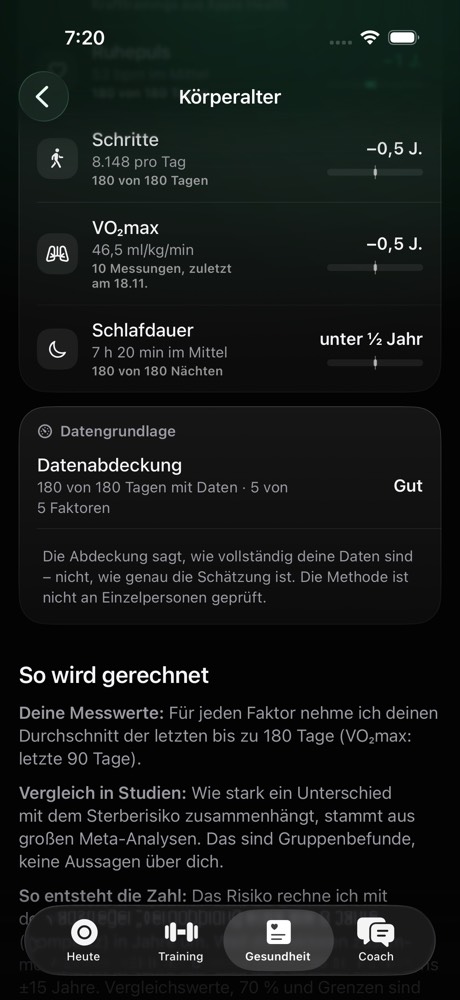 7:20
Ruhepuls
Körperalter
Schritte
8.148 pro Tag
180 von 180 Tagen
–0,5 J.
VO₂max
46,5 ml/kg/min
10 Messungen, zuletzt
am 18.11.
–0,5 J.
Schlafdauer
7 h 20 min im Mittel
180 von 180 Nächten
unter ½ Jahr
Datengrundlage
Datenabdeckung
180 von 180 Tagen mit Daten · 5 von
5 Faktoren
Gut
Die Abdeckung sagt, wie vollständig deine Daten sind
– nicht, wie genau die Schätzung ist. Die Methode ist
nicht an Einzelpersonen geprüft.
So wird gerechnet
Deine Messwerte: Für jeden Faktor nehme ich deinen
Durchschnitt der letzten bis zu 180 Tage (VO₂max:
letzte 90 Tage).
Vergleich in Studien: Wie stark ein Unterschied
mit dem Sterberisiko zusammenhängt, stammt aus
großen Meta-Analysen. Das sind Gruppenbefunde,
keine Aussagen über dich.
So entsteht die Zahl: Das Risiko rechne ich mit
Heute
Training
Gesundheit
Coach
±15 Jahre. Vergleichswerte, 70 % und Grenzen sind